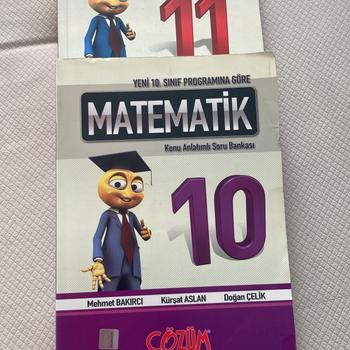 11
YENİ 10. SINIF PROGRAMINA GÖRE
MATEMATİK
Konu Anlatımlı Soru Bankası
10
Mehmet BAKIRCI Kürşat ASLAN Doğan ÇELİK
ÇÖZÜM